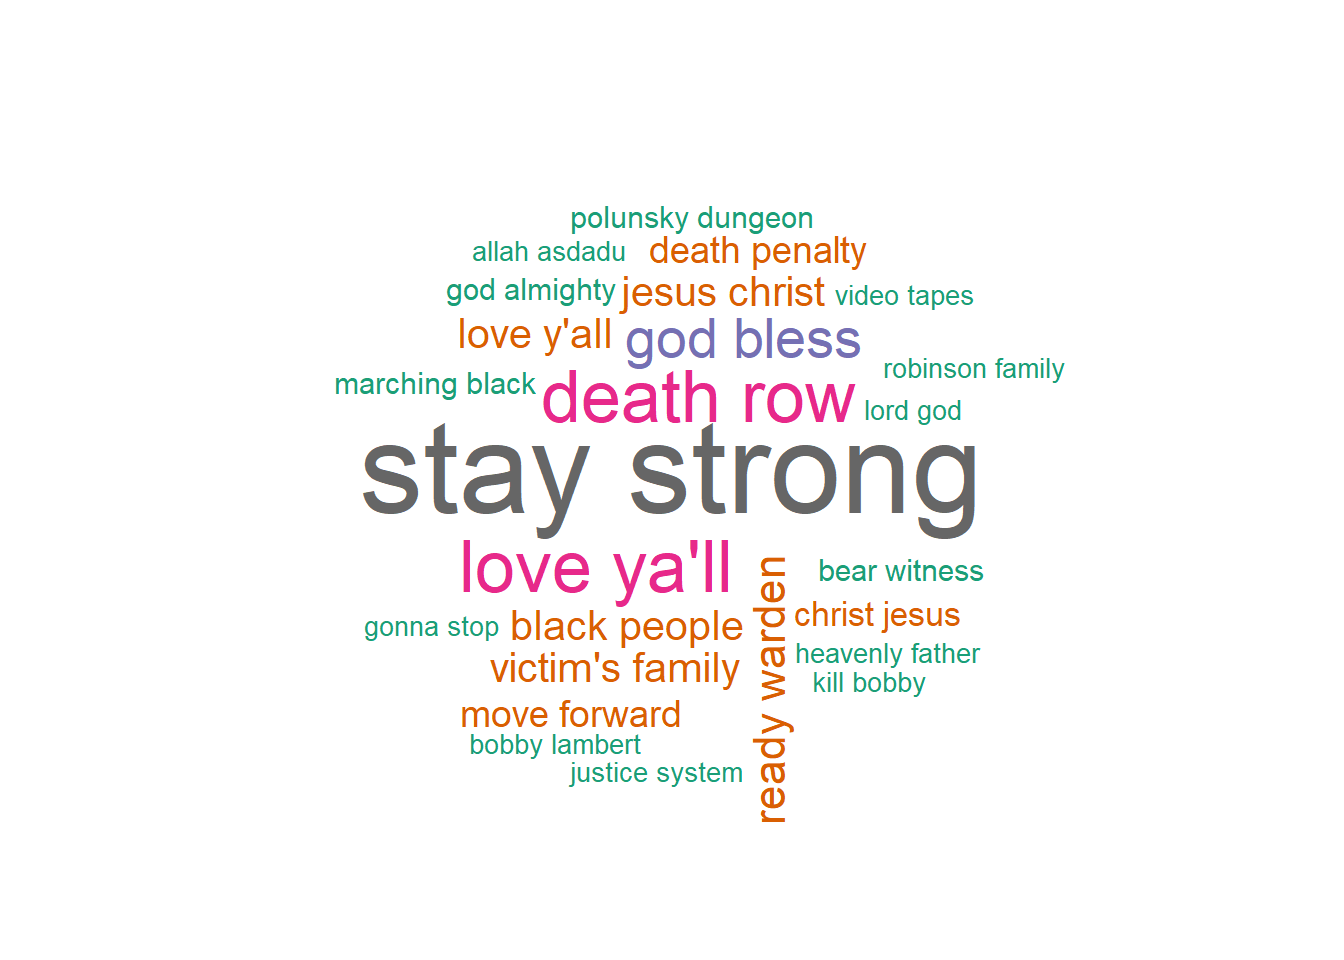 polunsky dungeon
allah asdadu
death penalty
god almighty
jesus christ
video tapes
love y'all
god bless
robinson family
marching black
death row
lord god
stay strong
love ya'll
ready warden
bear witness
gonna stop
black people
christ jesus
victim's family
heavenly father
kill bobby
move forward
bobby lambert
justice system